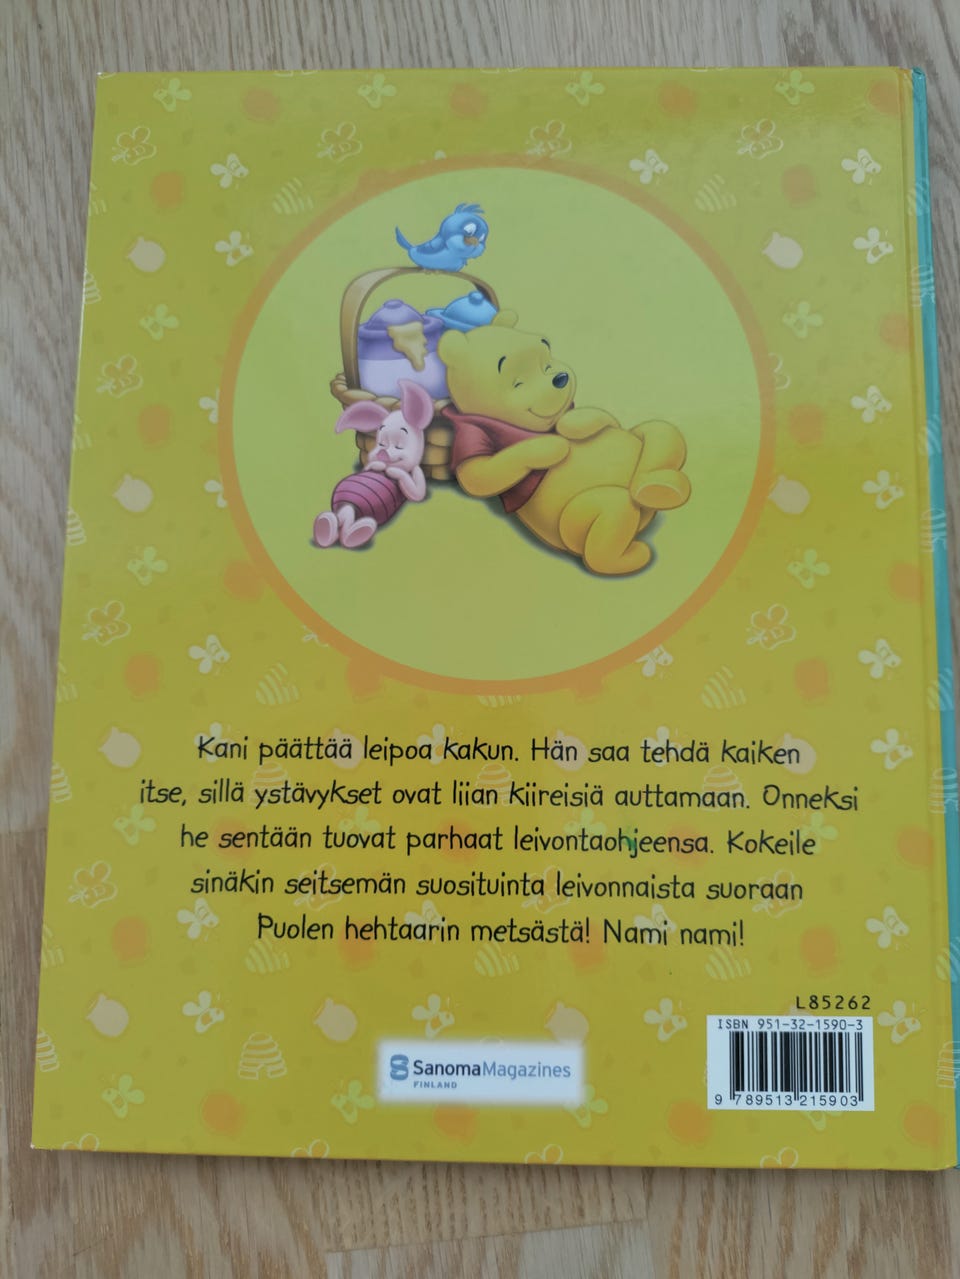 Kani päättää leipoa kakun. Hän saa tehdä kaiken
itse, sillä ystävykset ovat liian kiireisiä auttamaan. Onneksi
he sentään tuovat parhaat leivontaohjeensa. Kokeile
sinäkin seitsemän suosituinta leivonnaista suoraan
Puolen hehtaarin metsästä! Nami nami!
L85262
ISBN 951-32-1590-3
SanomaMagazines
FINLAND
9 789513 215903